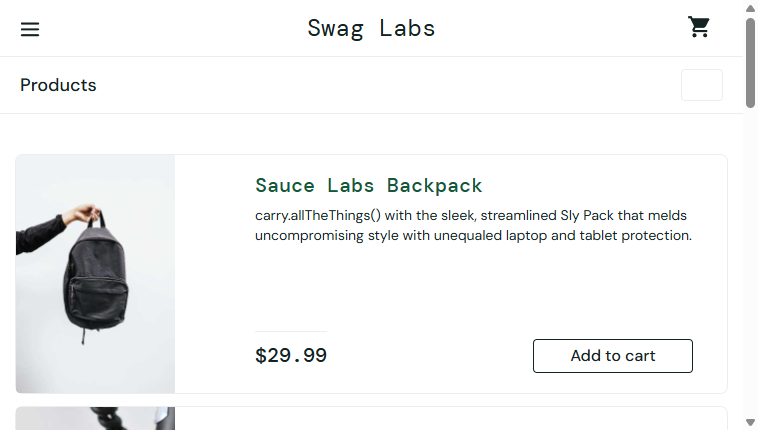 Swag Labs
Products
Sauce Labs Backpack
carry.allTheThings() with the sleek, streamlined Sly Pack that melds
uncompromising style with unequaled laptop and tablet protection.
$29.99
Add to cart